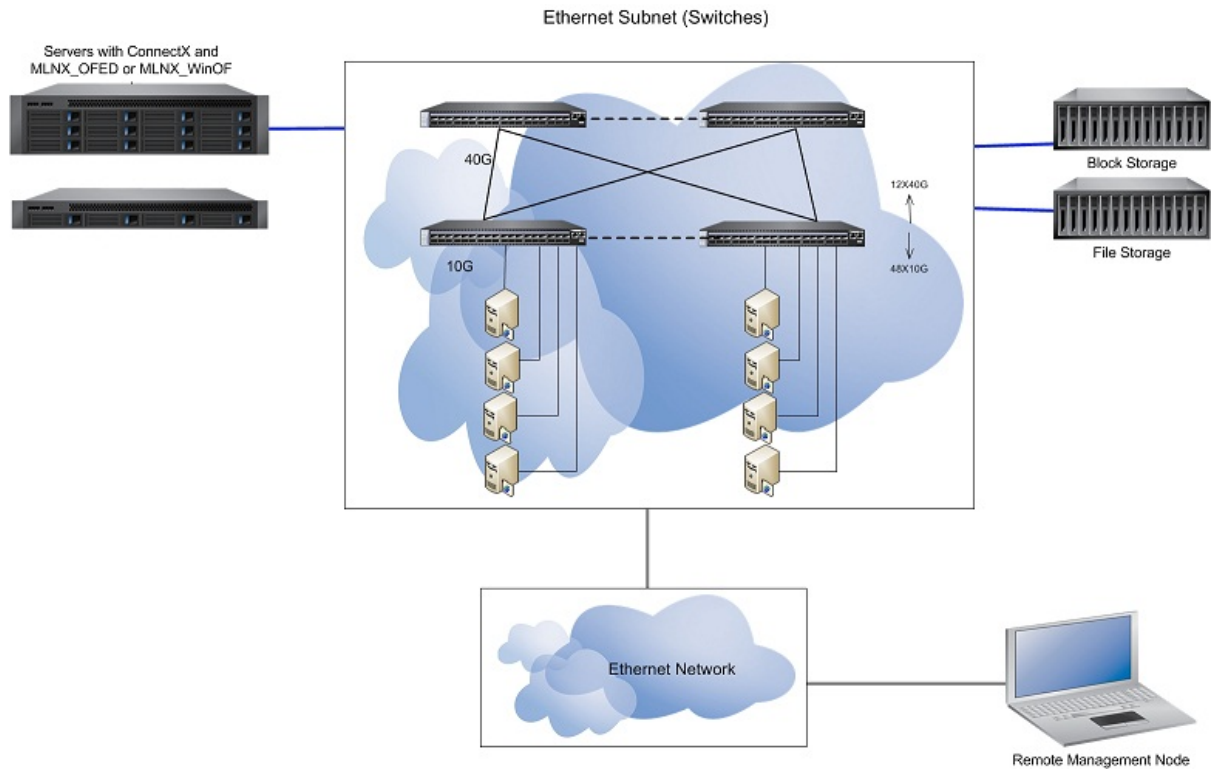 Ethernet Subnet (Switches)
Servers with ConnectX and
MLNX_OFED or MLNX_WinOF
40G
12X40G
Block Storage
10G
48X10G
File Storage
Ethernet Network
Remote Management Node